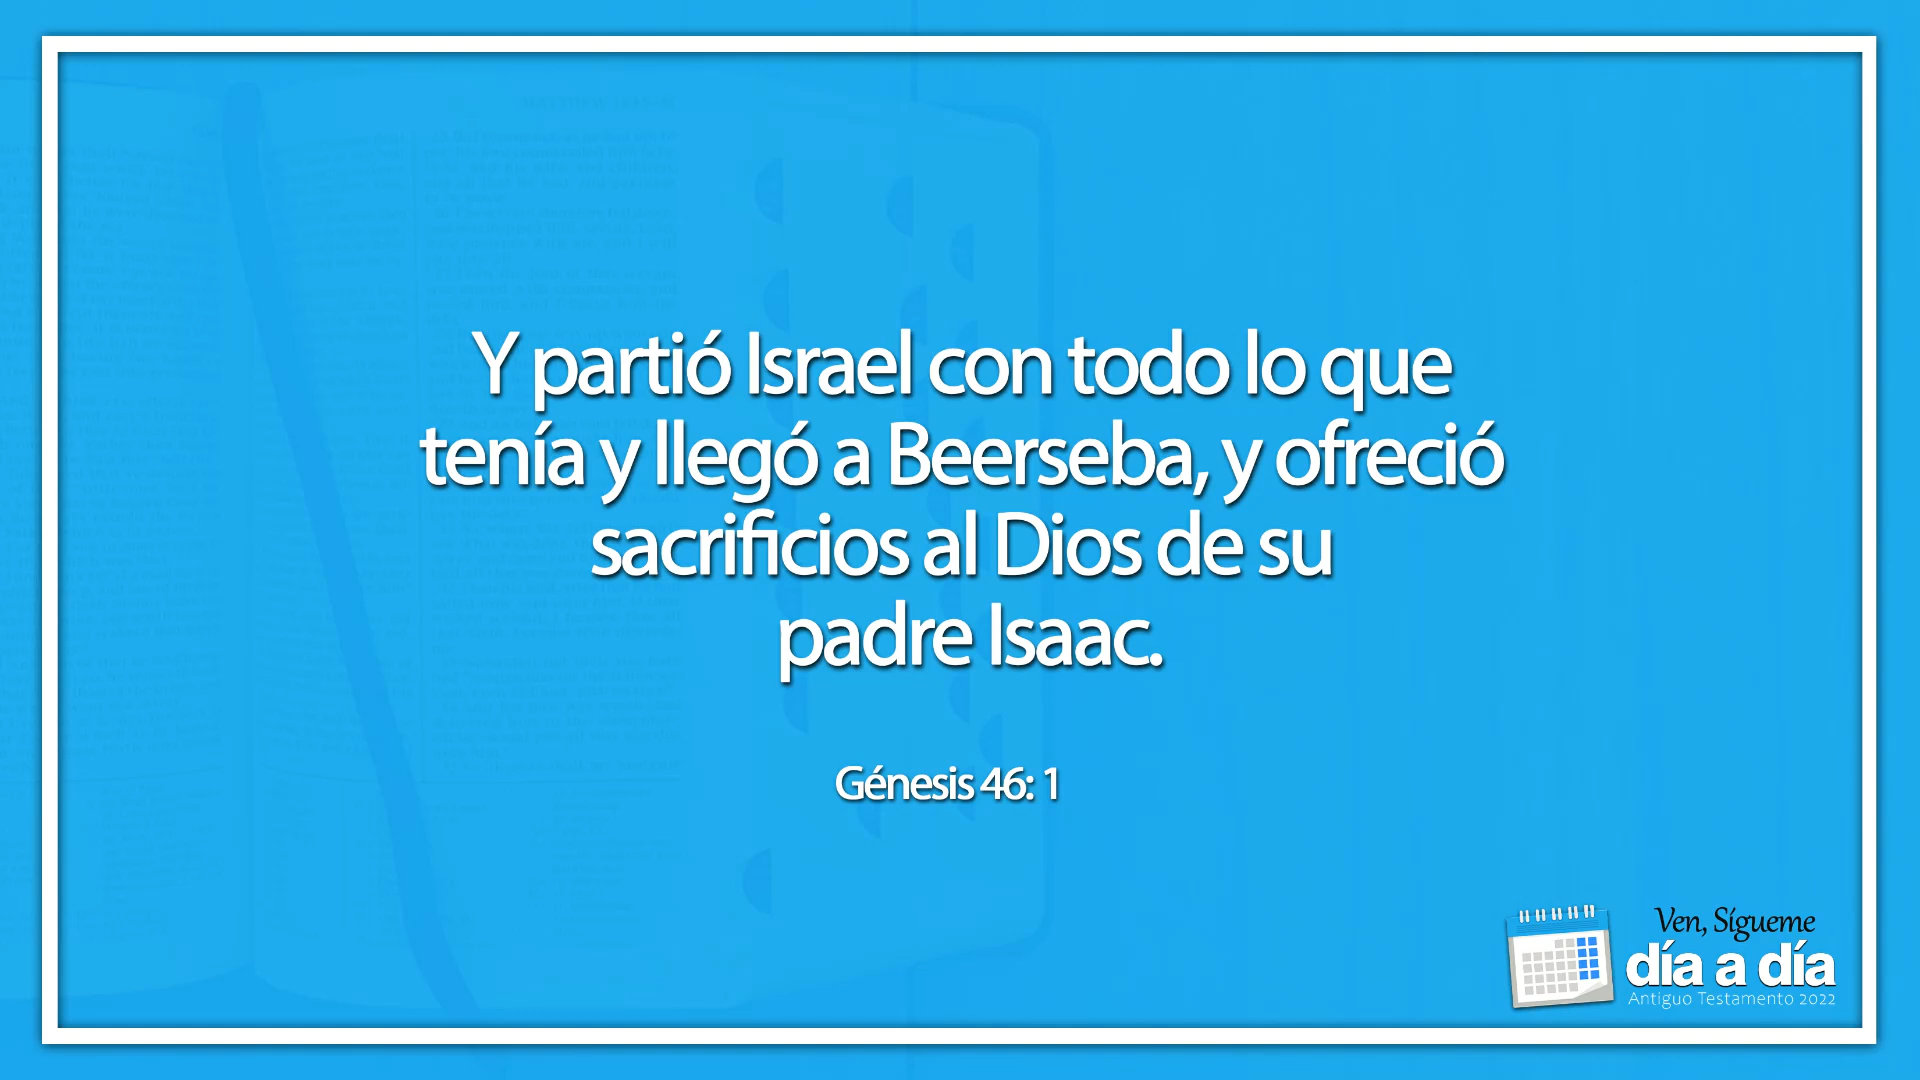 Y partió Israel con todo lo que
tenía y llegó a Beerseba, y ofreció
sacrificios al Dios de su
padre Isaac.
Génesis 46: 1
Ven, Sígueme
día a día
Antiguo Testamento 2022